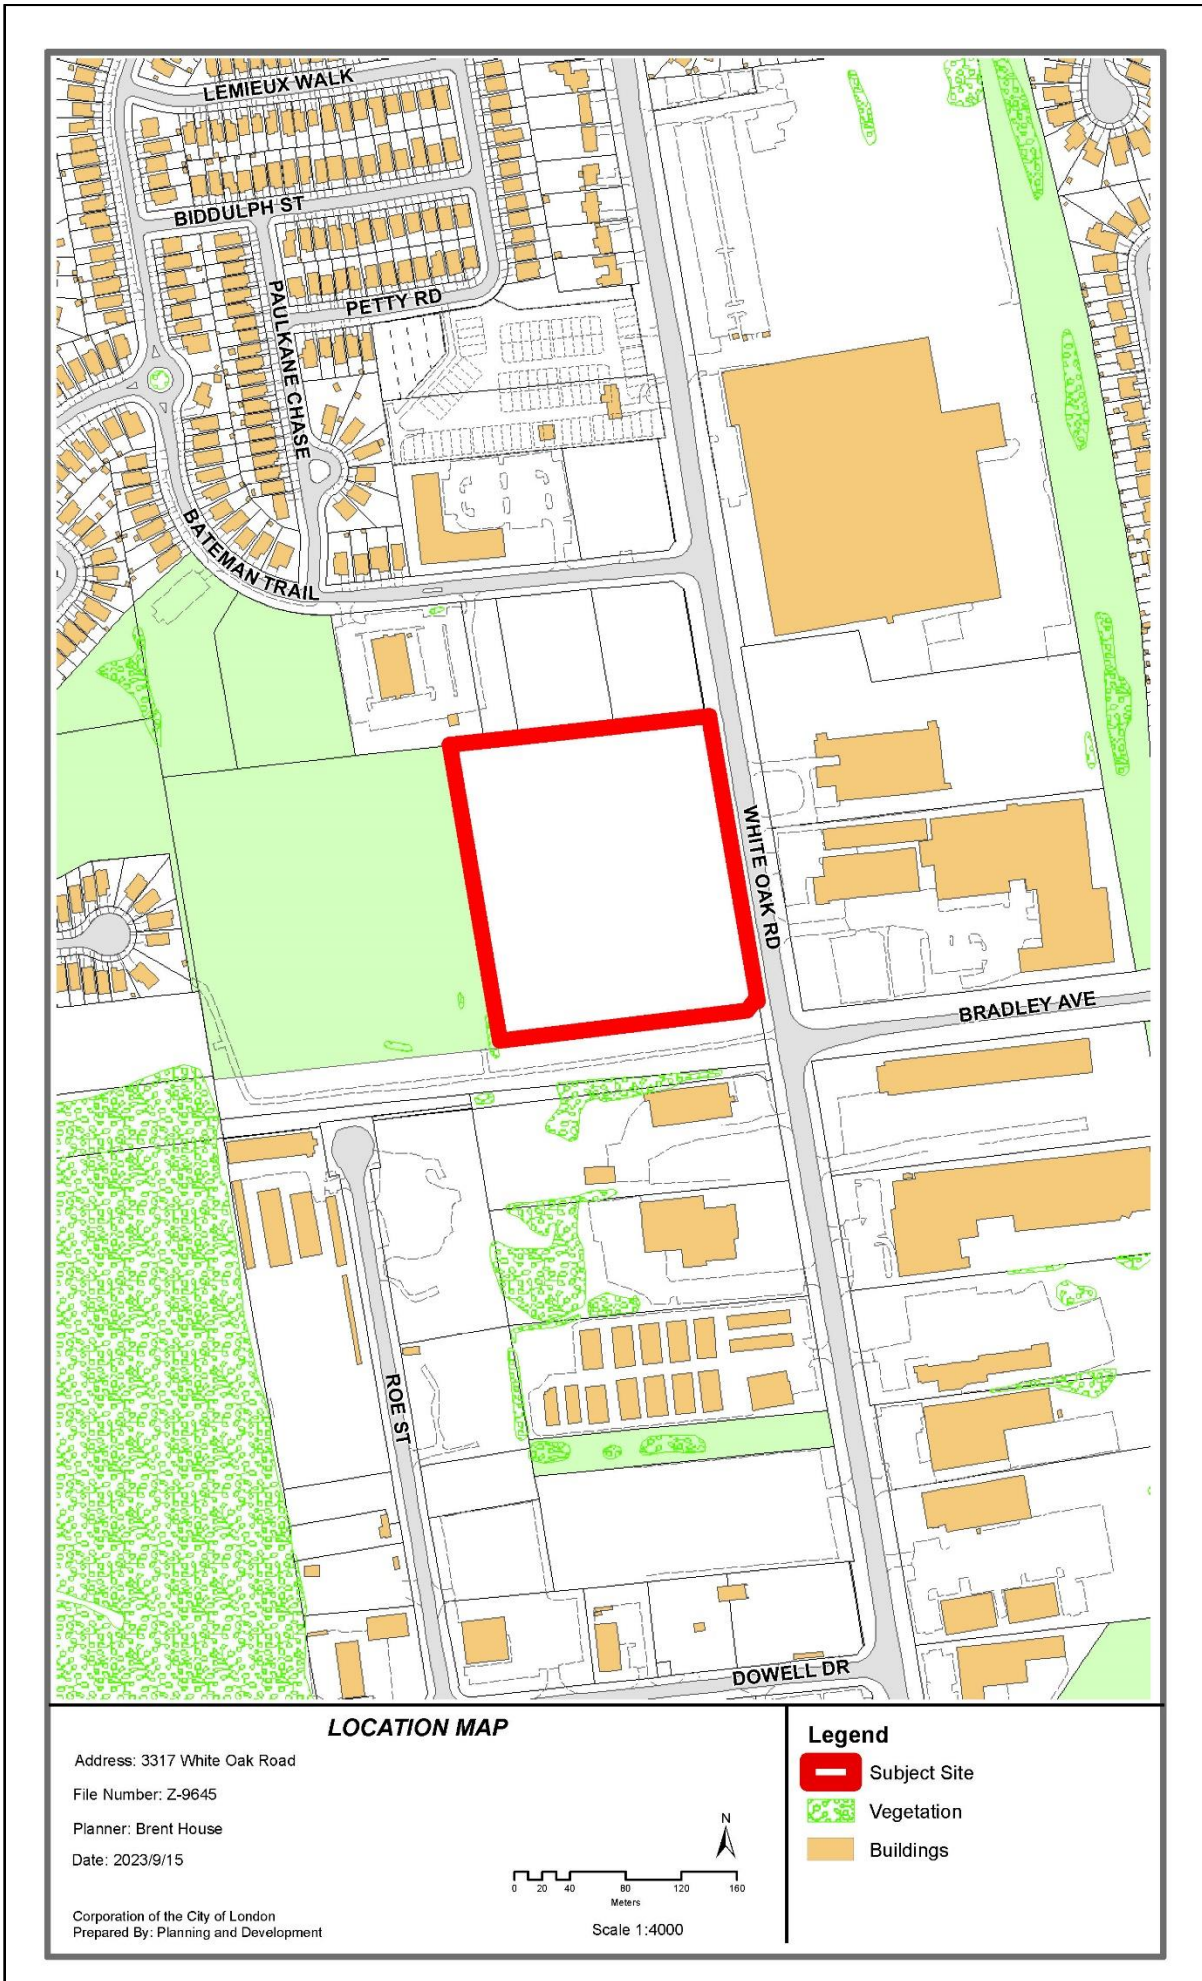 LEMIEUX WALK
BIDDULPH ST
PAULKANE CHASE
PETTY RD
BATEMAN TRAIL
WHITE OAK RD
BRADLEY AVE
ROE ST
DOWELL DR
LOCATION MAP
Address: 3317 White Oak Road
File Number: Z-9645
Planner: Brent House
Date: 2023/9/15
Corporation of the City of London
Prepared By: Planning and Development
N
0 20 40 80 120 160
Meters
Scale 1:4000
Legend
Subject Site
Vegetation
Buildings